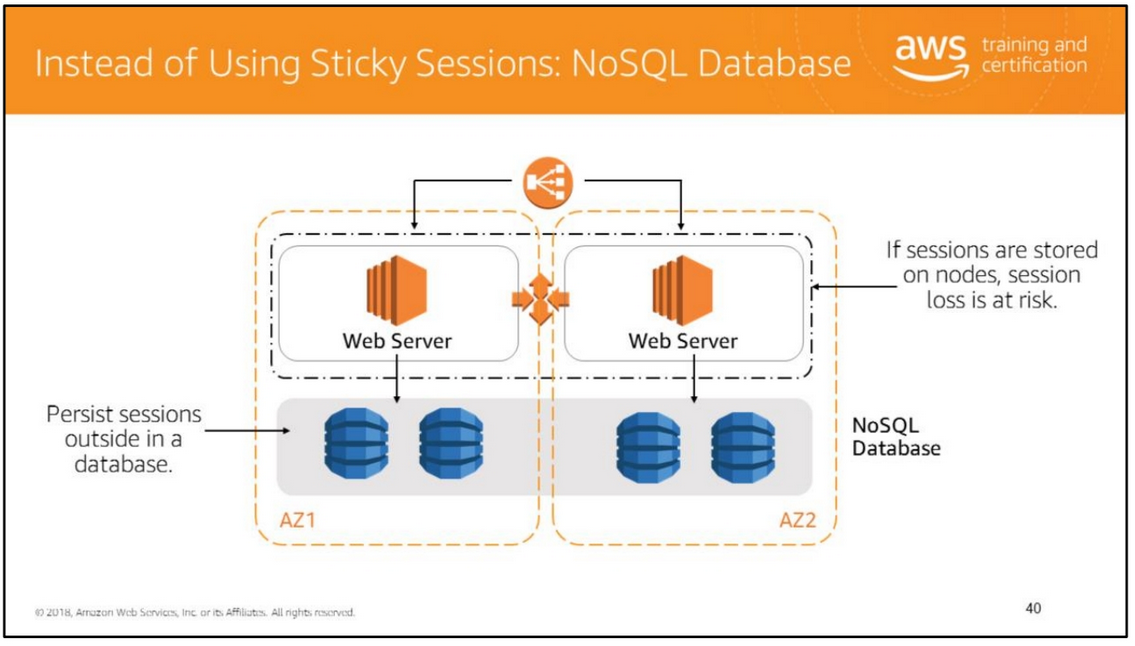 Instead of Using Sticky Sessions: NoSQL Database
aws training and
certification
If sessions are stored
on nodes, session
loss is at risk.
Web Server
Web Server
Persist sessions
outside in a
database.
NoSQL
Database
AZ1
AZ2
© 2018, Amazon Web Services, Inc. or its Affiliates. All rights reserved.
40